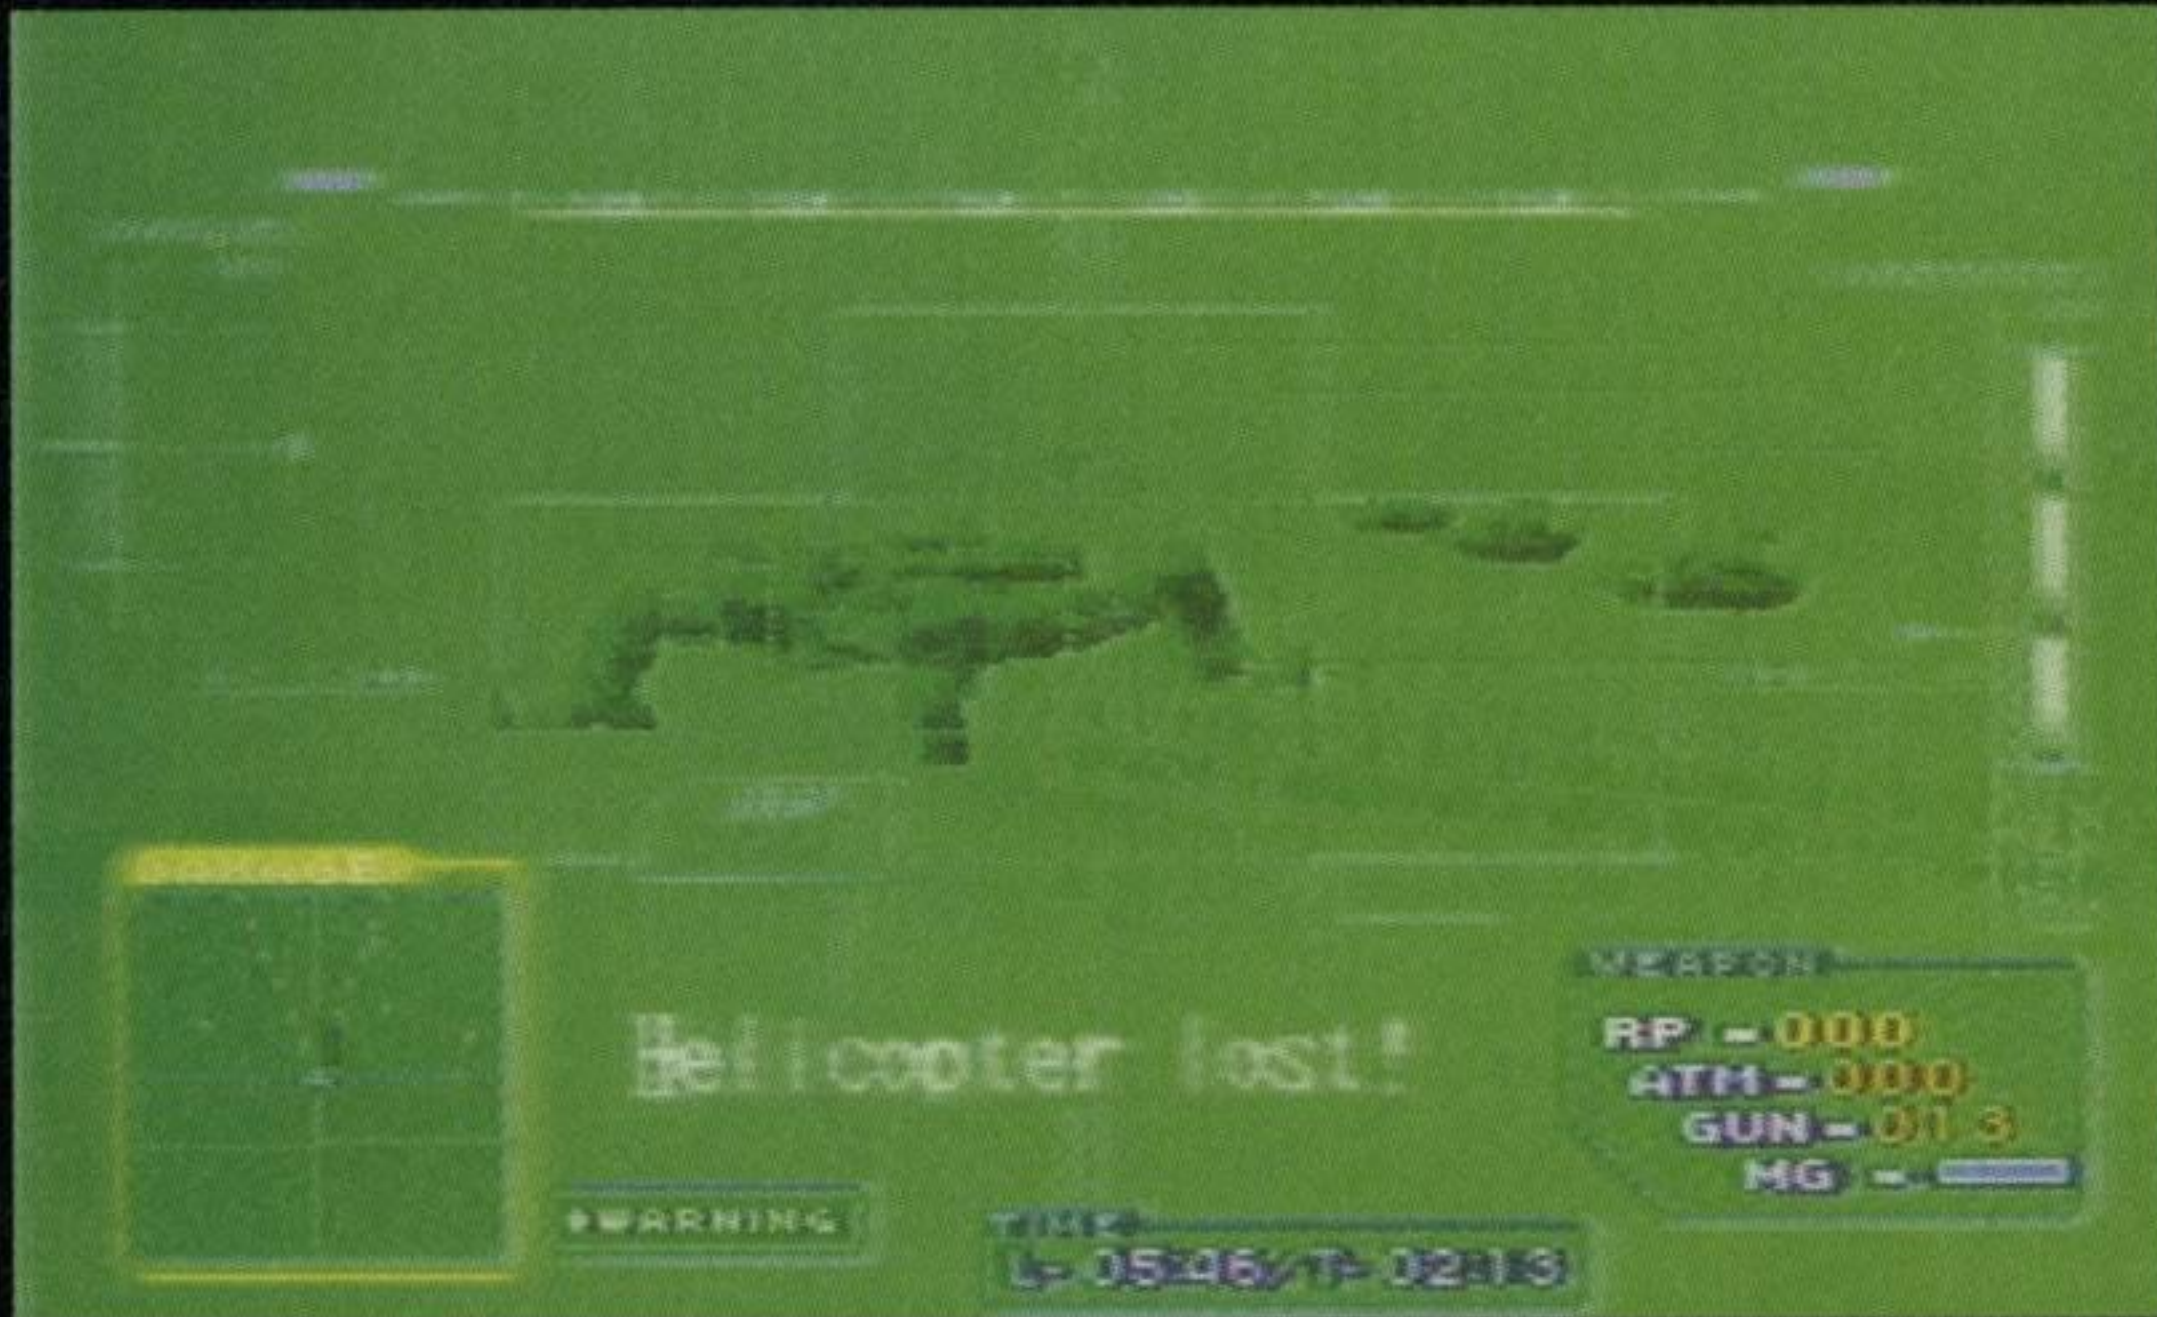 Helicopter lost!
WEAPON
RP - 000
ATM - 000
GUN - 013
MG -
WARNING
TIME
L- 05:46/T- 02:13